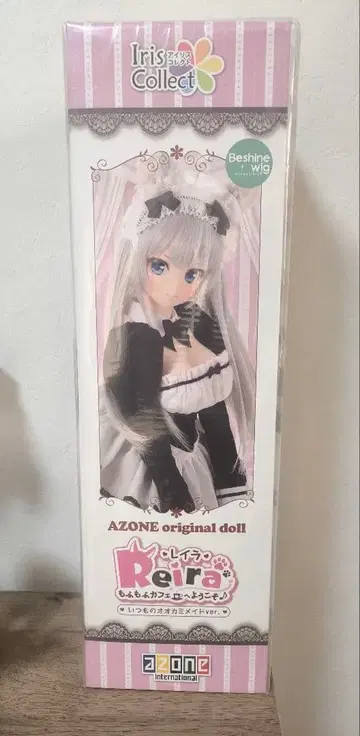 Iris
アイリス
コレクト
Collect
Beshine
wig
AZONE original doll
レイラ
Reira
もふもふカフェへようこそ♪
♥いつものオオカミメイドver.♥
azone
international